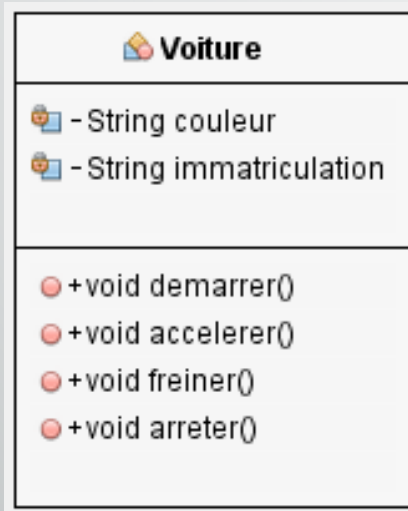 Voiture
- String couleur
- String immatriculation
+void demarrer()
+void accelerer()
+void freiner()
+void arreter()